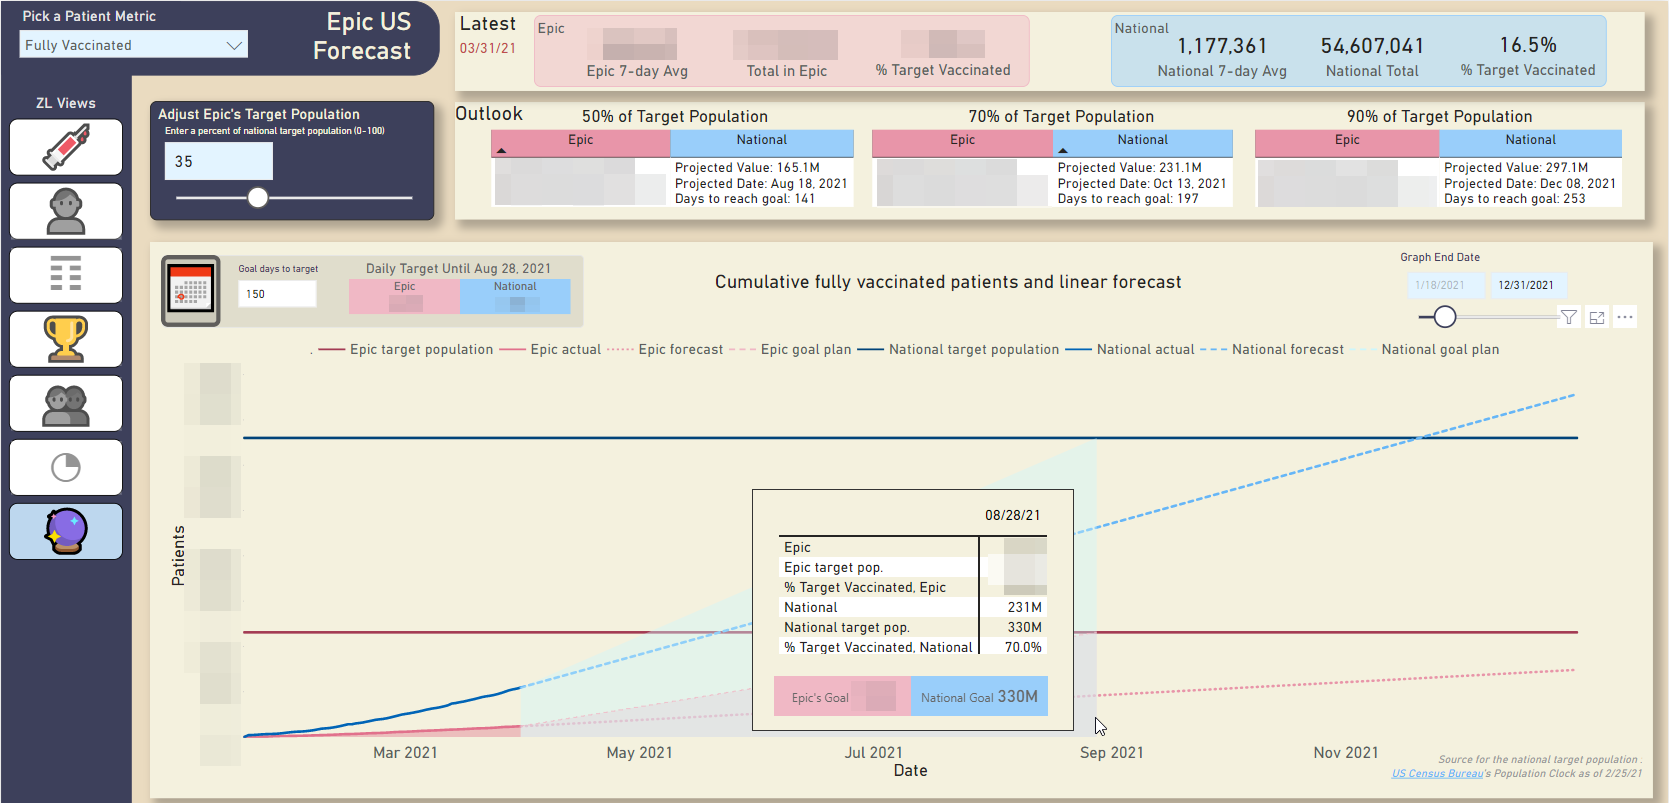 Pick a Patient Metric
Fully Vaccinated
Epic US
Forecast
ZL Views
Latest
03/31/21
Epic
Epic 7-day Avg
Total in Epic
% Target Vaccinated
National
1,177,361
National 7-day Avg
54,607,041
National Total
16.5%
% Target Vaccinated
Adjust Epic's Target Population
Enter a percent of national target population (0-100)
35
Outlook
50% of Target Population
Epic
National
Projected Value: 165.1M
Projected Date: Aug 18, 2021
Days to reach goal: 141
70% of Target Population
Epic
National
Projected Value: 231.1M
Projected Date: Oct 13, 2021
Days to reach goal: 197
90% of Target Population
Epic
National
Projected Value: 297.1M
Projected Date: Dec 08, 2021
Days to reach goal: 253
Goal days to target
150
Daily Target Until Aug 28, 2021
Epic
National
Cumulative fully vaccinated patients and linear forecast
Graph End Date
1/18/2021
12/31/2021
. Epic target population Epic actual Epic forecast Epic goal plan National target population National actual National forecast National goal plan
Patients
08/28/21
Epic
Epic target pop.
% Target Vaccinated, Epic
National 231M
National target pop. 330M
% Target Vaccinated, National 70.0%
Epic's Goal
National Goal 330M
Mar 2021 May 2021 Jul 2021 Sep 2021 Nov 2021
Date
Source for the national target population .
US Census Bureau's Population Clock as of 2/25/21